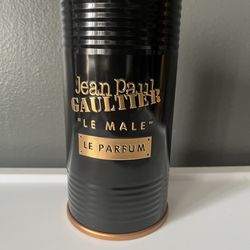 Jean Paul
GAULTIER
"LE MALE"
LE PARFUM